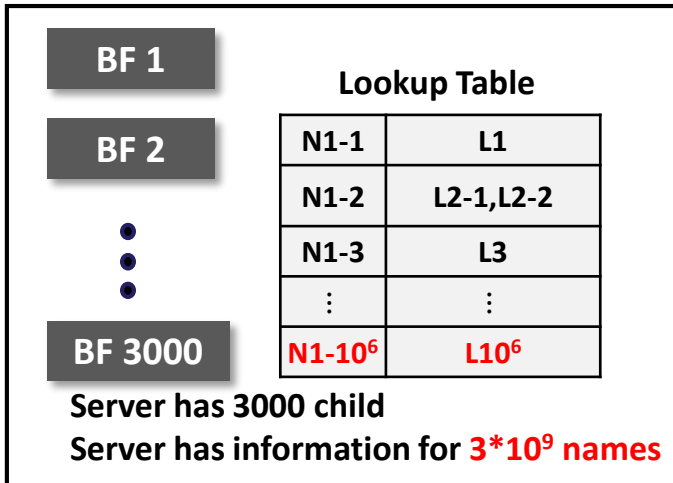 BF 1
BF 2
BF 3000
Lookup Table
N1-1 L1
N1-2 L2-1,L2-2
N1-3 L3
⋮ ⋮
N1-10⁶ L10⁶
Server has 3000 child
Server has information for 3*10⁹ names